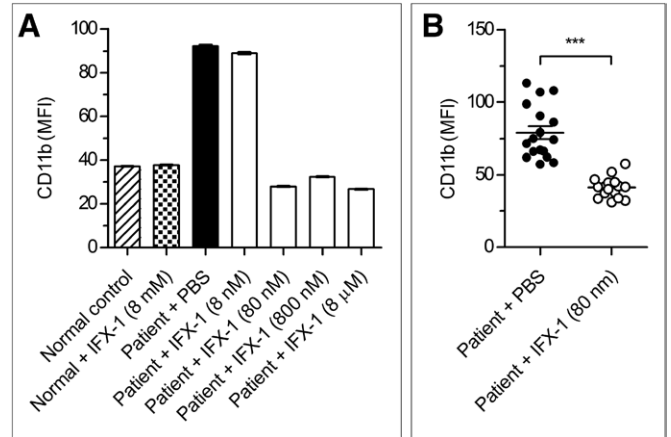 A
CD11b (MFI)
100
80
60
40
20
0
Normal control
Normal + IFX-1 (8 mM)
Patient + PBS
Patient + IFX-1 (8 nM)
Patient + IFX-1 (80 nM)
Patient + IFX-1 (800 nM)
Patient + IFX-1 (8 μM)
B
CD11b (MFI)
150
100
50
0
***
Patient + PBS
Patient + IFX-1 (80 nm)